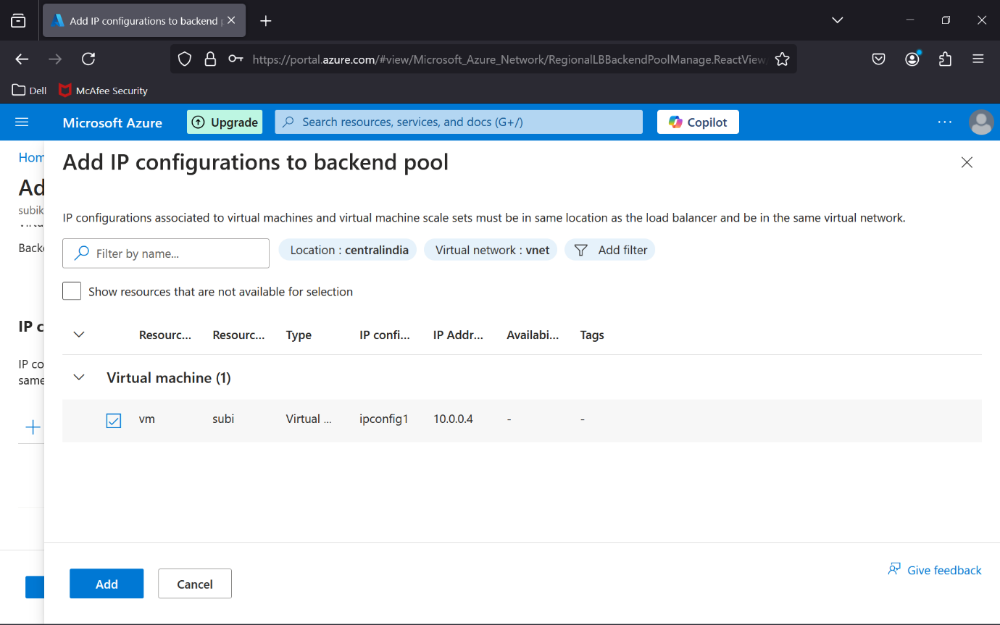 Add IP configurations to backend p
https://portal.azure.com/#view/Microsoft_Azure_Network/RegionalLBBackendPoolManage.ReactView
Dell
McAfee Security
Microsoft Azure
Upgrade
Search resources, services, and docs (G+/)
Copilot
Hom
Add IP configurations to backend pool
Ad
subik
IP configurations associated to virtual machines and virtual machine scale sets must be in same location as the load balancer and be in the same virtual network.
Back
Filter by name...
Location : centralindia
Virtual network : vnet
Add filter
Show resources that are not available for selection
IP c
Resourc...
Resourc...
Type
IP confi...
IP Addr...
Availabi...
Tags
IP co
same
Virtual machine (1)
vm
subi
Virtual ...
ipconfig1
10.0.0.4
-
-
Add
Cancel
Give feedback